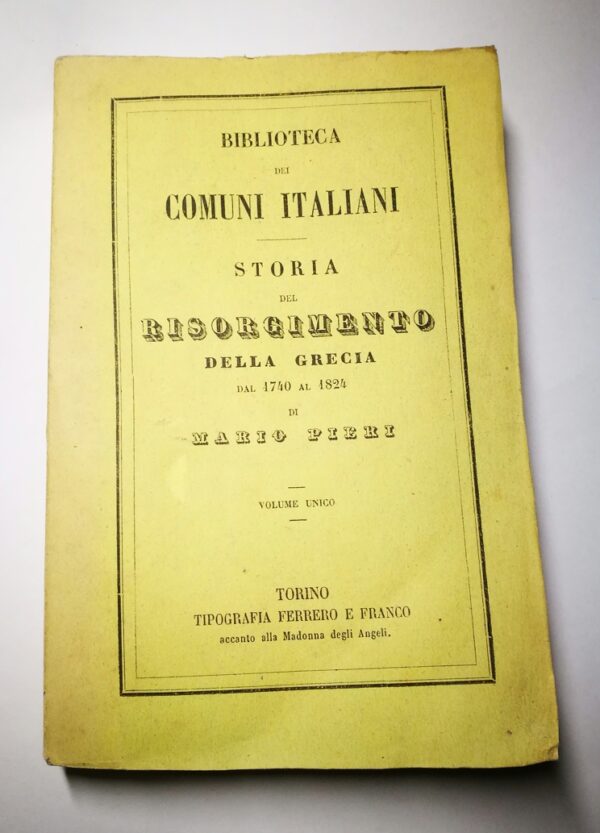 BIBLIOTECA
DEI
COMUNI ITALIANI
STORIA
DEL
RISORGIMENTO
DELLA GRECIA
DAL 1740 AL 1824
DI
MARIO PIERI
VOLUME UNICO
TORINO
TIPOGRAFIA FERRERO E FRANCO
accanto alla Madonna degli Angeli.